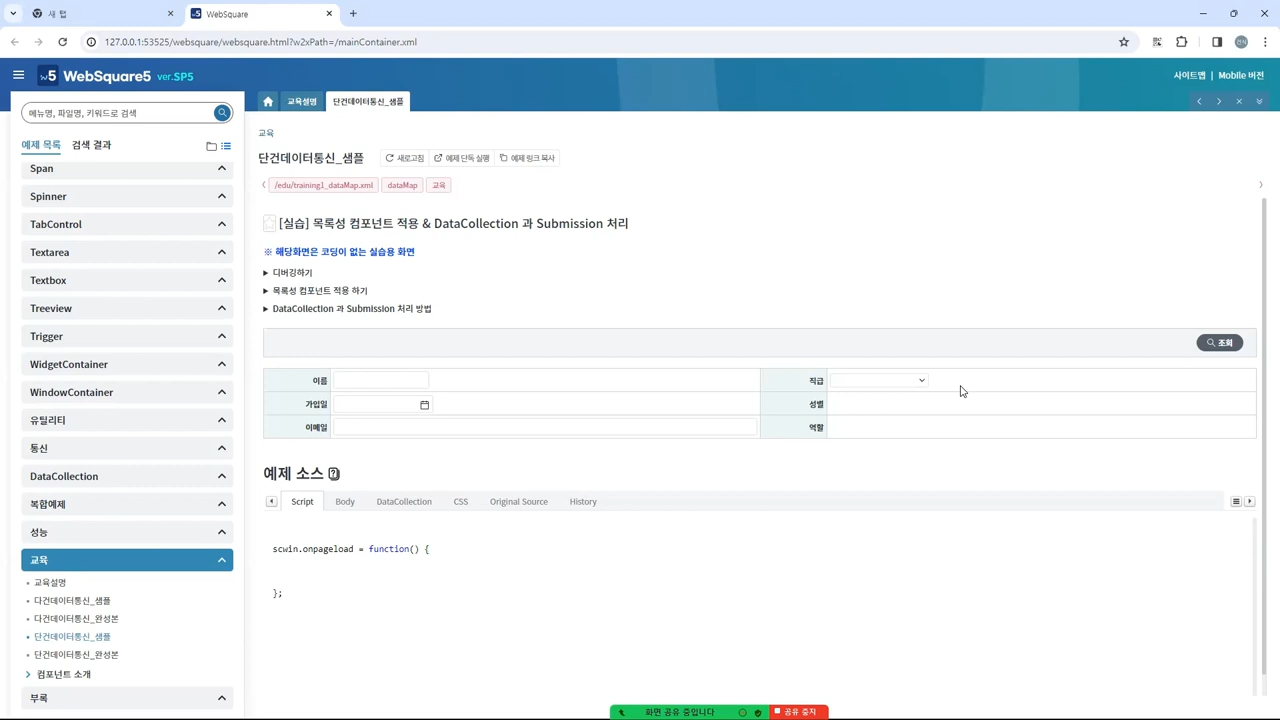 새 탭
WebSquare
127.0.0.1:53525/websquare/websquare.html?w2xPath=/mainContainer.xml
건식
w5 WebSquare5 ver.SP5
사이트맵 | Mobile 버전
메뉴명, 파일명, 키워드로 검색
교육설명
단건데이터통신_샘플
예제 목록
검색 결과
Span
Spinner
TabControl
Textarea
Textbox
Treeview
Trigger
WidgetContainer
WindowContainer
유틸리티
통신
DataCollection
복합예제
성능
교육
교육설명
다건데이터통신_샘플
다건데이터통신_완성본
단건데이터통신_샘플
단건데이터통신_완성본
컴포넌트 소개
부록
교육
단건데이터통신_샘플
새로고침
예제 단독 실행
예제 링크 복사
/edu/training1_dataMap.xml
dataMap
교육
[실습] 목록성 컴포넌트 적용 & DataCollection 과 Submission 처리
※ 해당화면은 코딩이 없는 실습용 화면
▶ 디버깅하기
▶ 목록성 컴포넌트 적용 하기
▶ DataCollection 과 Submission 처리 방법
조회
이름
직급
가입일
성별
이메일
역할
예제 소스
Script
Body
DataCollection
CSS
Original Source
History
scwin.onpageload = function() {
};
화면 공유 중입니다
공유 중지